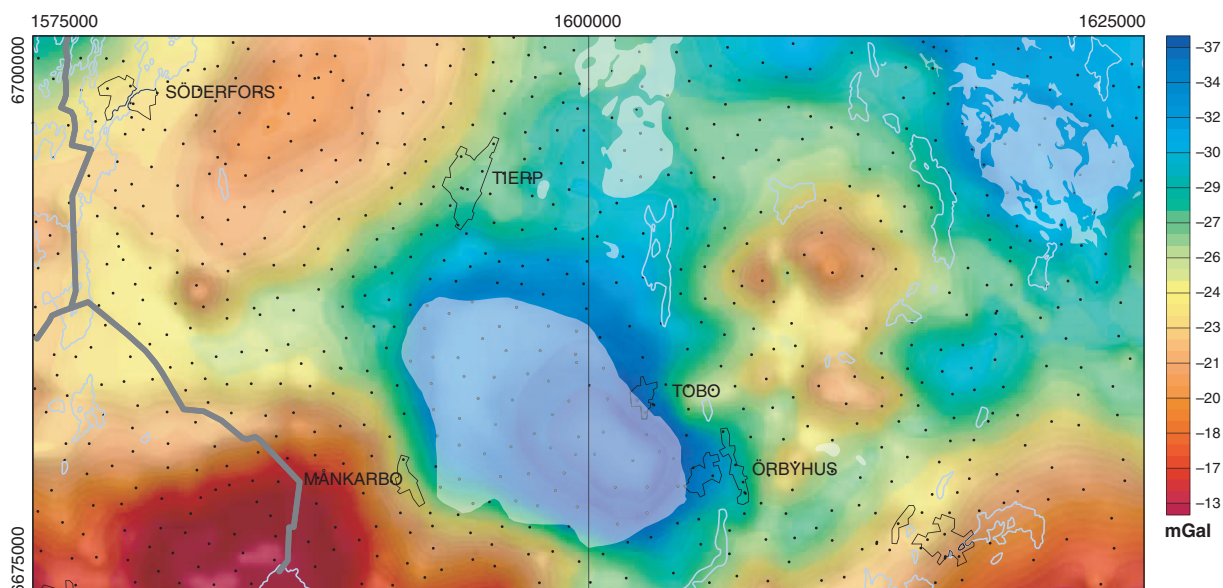 1575000 1600000 1625000
6700000
SÖDERFORS
TIERP
TOBO
MÅNKARBO
ÖRBYHUS
6675000
–37
–34
–32
–30
–29
–27
–26
–24
–23
–21
–20
–18
–17
–13
mGal